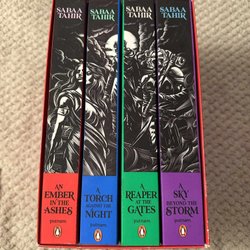 SABAA
TAHIR
AN
EMBER
IN THE
ASHES
putnam
SABAA
TAHIR
A
TORCH
AGAINST THE
NIGHT
putnam
SABAA
TAHIR
A
REAPER
AT THE
GATES
putnam
SABAA
TAHIR
A
SKY
BEYOND THE
STORM
putnam